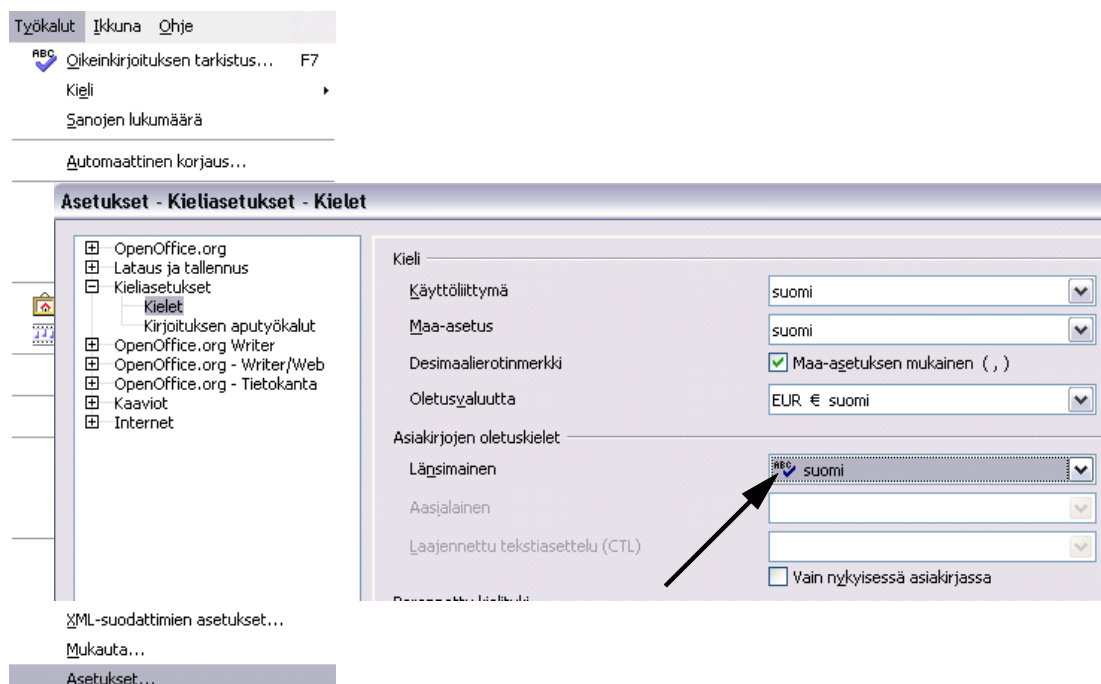 Työkalut Ikkuna Ohje
ABC Oikeinkirjoituksen tarkistus... F7
Kieli
Sanojen lukumäärä
Automaattinen korjaus...
Asetukset - Kieliasetukset - Kielet
OpenOffice.org
Lataus ja tallennus
Kieliasetukset
Kielet
Kirjoituksen aputyökalut
OpenOffice.org Writer
OpenOffice.org - Writer/Web
OpenOffice.org - Tietokanta
Kaaviot
Internet
Kieli
Käyttöliittymä suomi
Maa-asetus suomi
Desimaalierotinmerkki Maa-asetuksen mukainen ( , )
Oletusvaluutta EUR € suomi
Asiakirjojen oletuskielet
Länsimainen ABC suomi
Aasialainen
Laajennettu tekstiasettelu (CTL)
Vain nykyisessä asiakirjassa
XML-suodattimien asetukset...
Mukauta...
Asetukset...